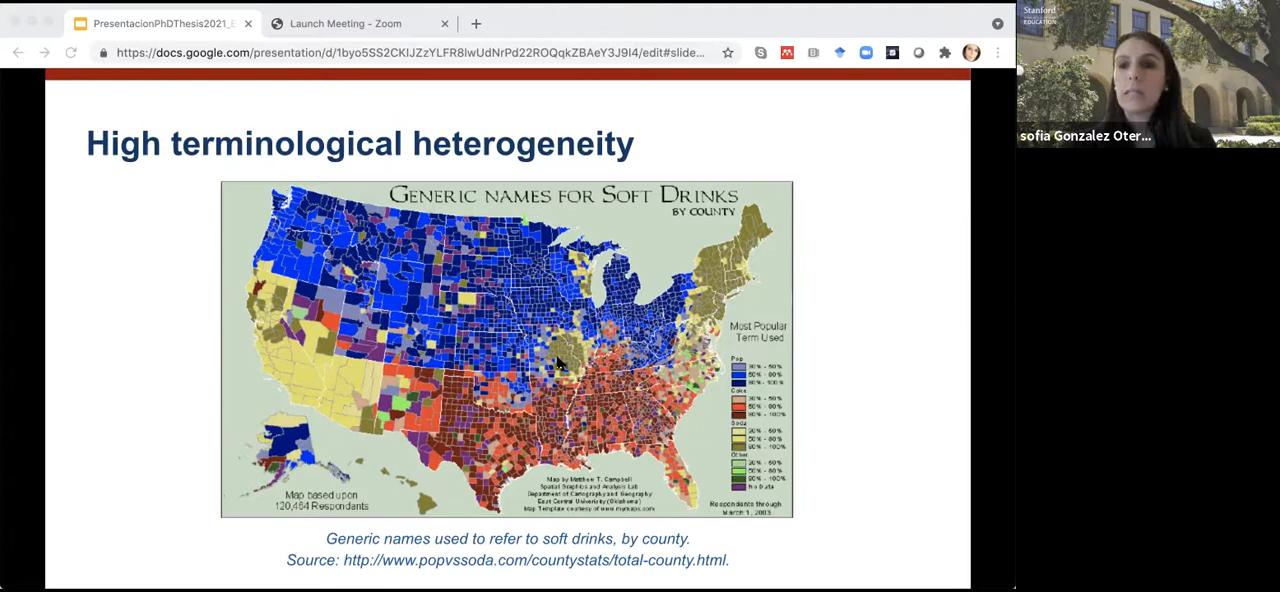 PresentacionPhDThesis2021_E
Launch Meeting - Zoom
https://docs.google.com/presentation/d/1byo5SS2CKIJZzYLFR8lwUdNrPd22ROQqkZBAeY3J9I4/edit#slide...
Stanford
EDUCATION
sofia Gonzalez Oter...
High terminological heterogeneity
GENERIC NAMES FOR SOFT DRINKS
BY COUNTY
Most Popular
Term Used
Pop
30% - 50%
50% - 80%
80% - 100%
Coke
30% - 50%
50% - 80%
80% - 100%
Soda
30% - 50%
50% - 80%
80% - 100%
Other
30% - 50%
50% - 80%
80% - 100%
No Data
Map based upon
120,464 Respondents
Map by Matthew T. Campbell
Spatial Graphics and Analysis Lab
Department of Cartography and Geography
East Central University (Oklahoma)
Map Template courtesy of www.mymaps.com
Respondents through
March 1, 2003
Generic names used to refer to soft drinks, by county.
Source: http://www.popvssoda.com/countystats/total-county.html.